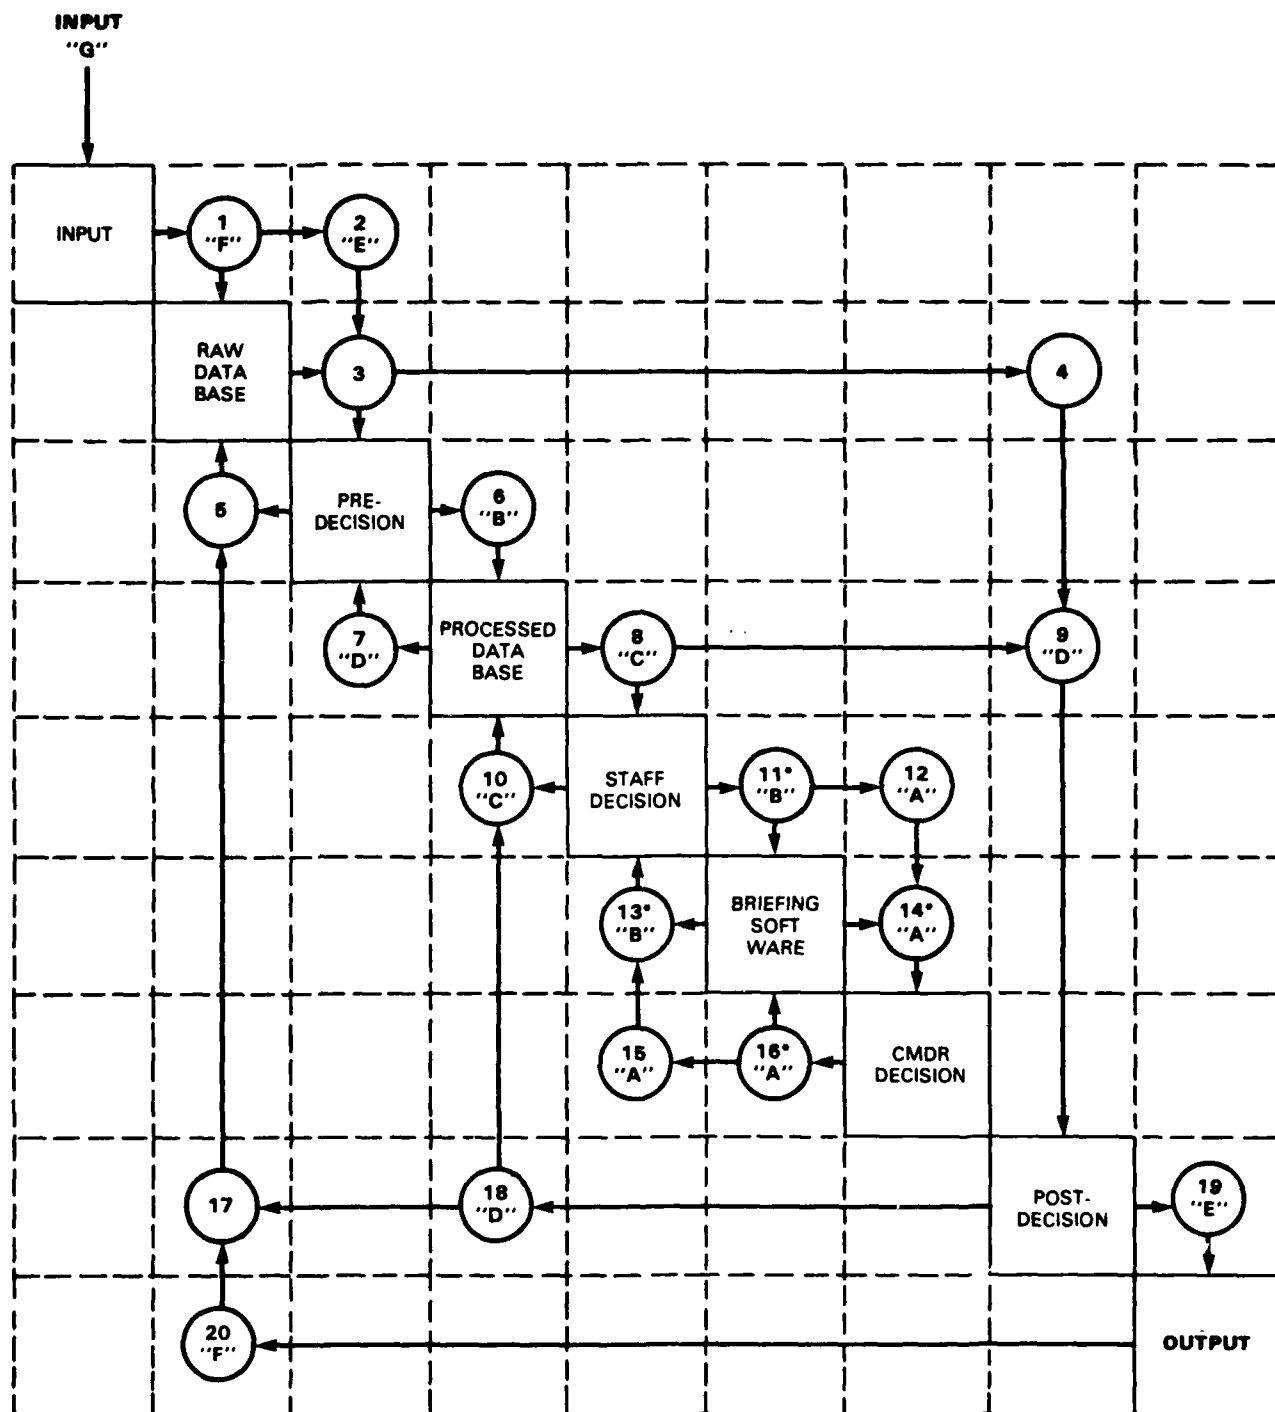 INPUT
"G"
INPUT
1
"F"
2
"E"
RAW
DATA
BASE
3
4
5
PRE-
DECISION
6
"B"
7
"D"
PROCESSED
DATA
BASE
8
"C"
9
"D"
10
"C"
STAFF
DECISION
11*
"B"
12
"A"
13*
"B"
BRIEFING
SOFT
WARE
14*
"A"
15
"A"
16*
"A"
CMDR
DECISION
17
18
"D"
POST-
DECISION
19
"E"
20
"F"
OUTPUT